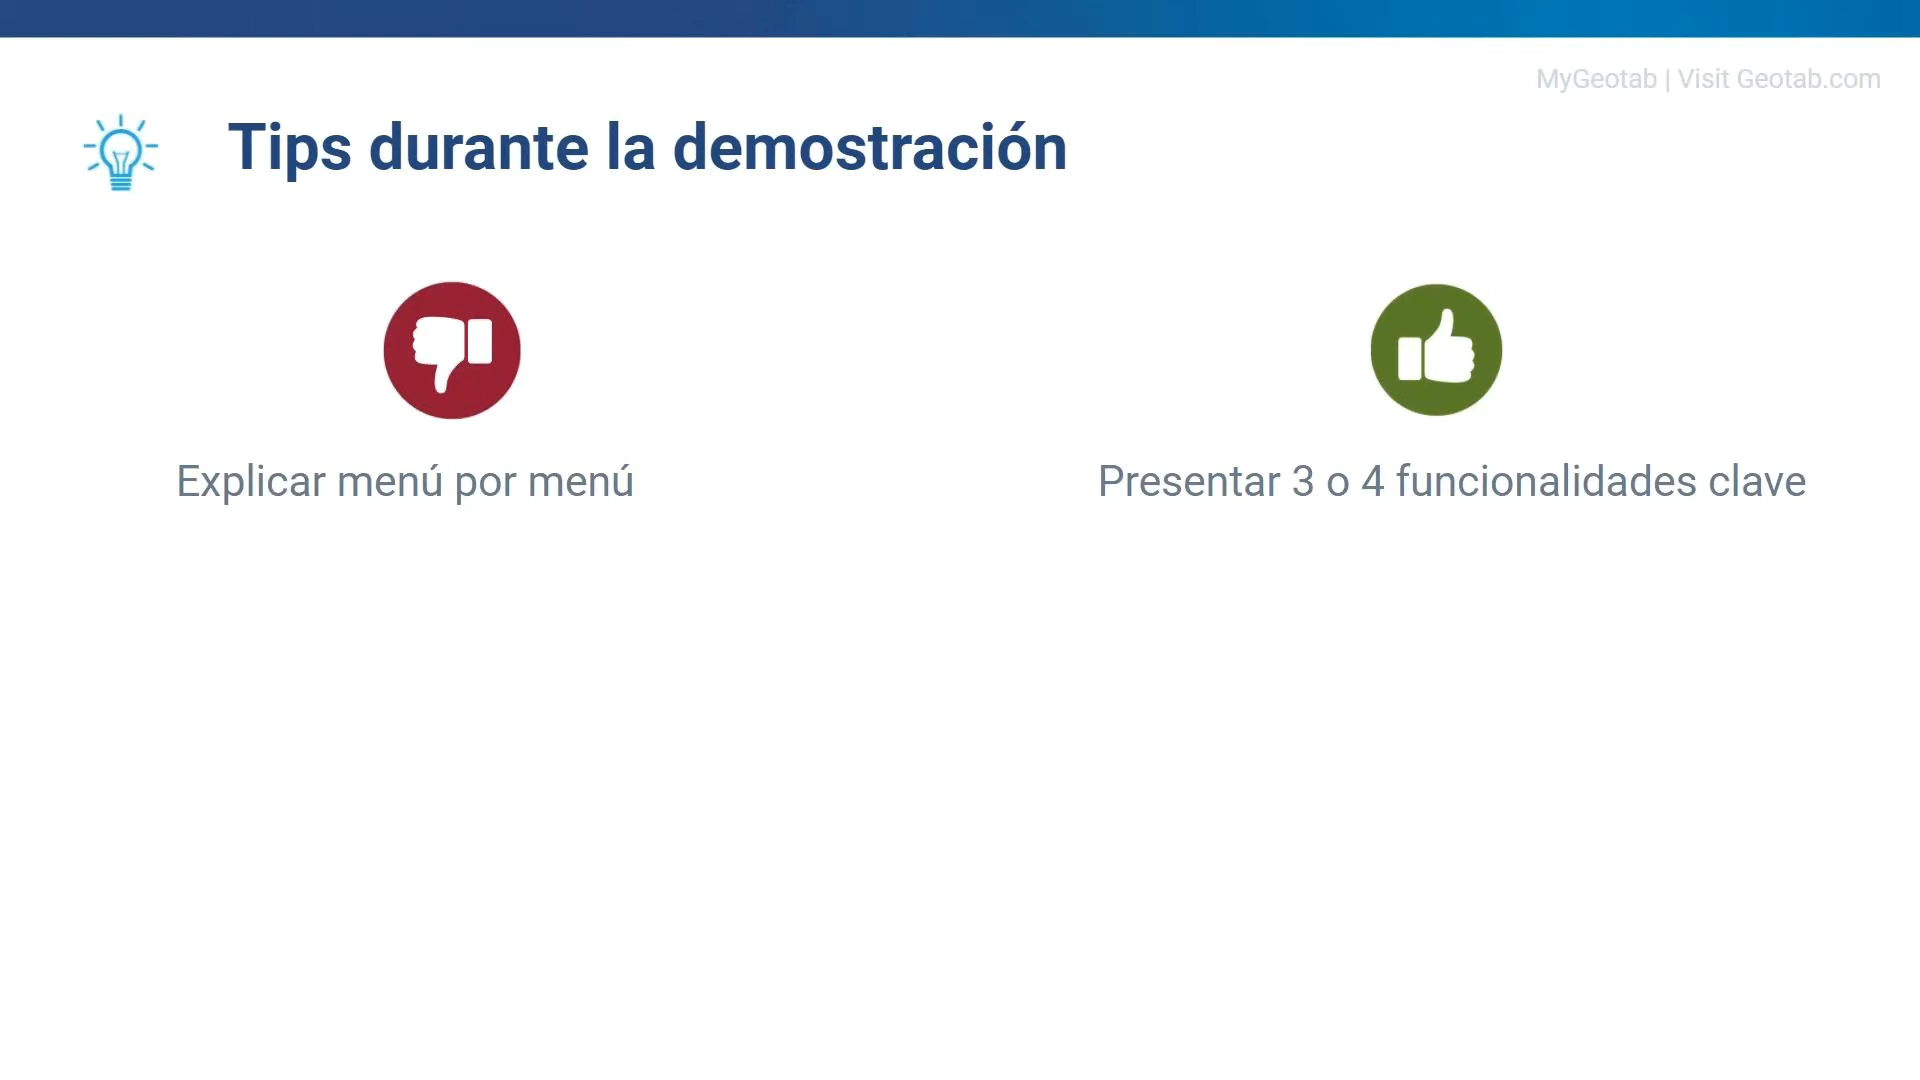 MyGeotab | Visit Geotab.com
Tips durante la demostración
Explicar menú por menú
Presentar 3 o 4 funcionalidades clave